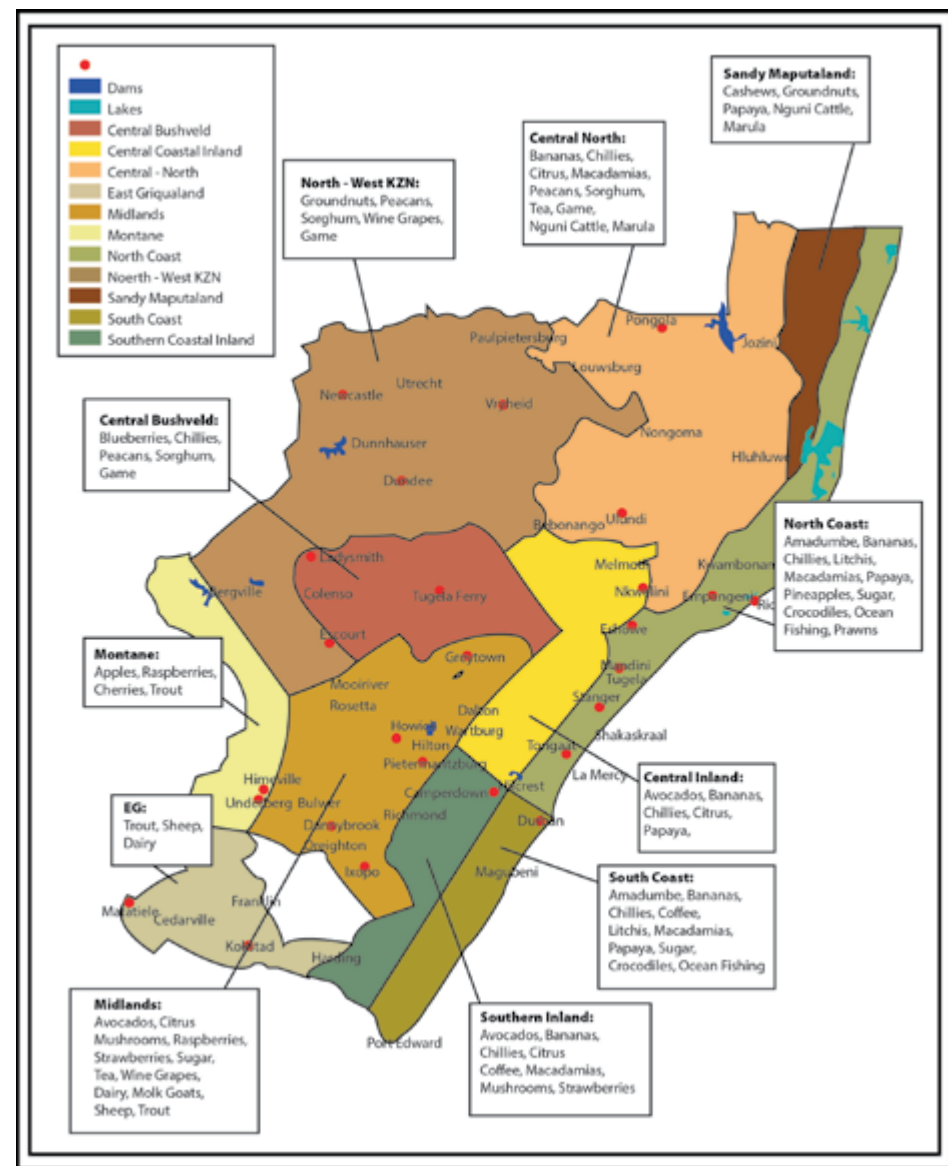 Dams
Lakes
Central Bushveld
Central Coastal Inland
Central - North
East Griqualand
Midlands
Montane
North Coast
Noerth - West KZN
Sandy Maputaland
South Coast
Southern Coastal Inland
Sandy Maputaland:
Cashews, Groundnuts,
Papaya, Nguni Cattle,
Marula
Central North:
Bananas, Chillies,
Citrus, Macadamias,
Peacans, Sorghum,
Tea, Game,
Nguni Cattle, Marula
North - West KZN:
Groundnuts, Peacans,
Sorghum, Wine Grapes,
Game
Pongola
Paulpietersburg
Jozini
Louwsburg
Utrecht
Newcastle
Vryheid
Nongoma
Dunnhauser
Hluhluwe
Dundee
Central Bushveld:
Blueberries, Chillies,
Peacans, Sorghum,
Game
Ulundi
Babonango
North Coast:
Amadumbe, Bananas,
Chillies, Litchis,
Macadamias, Papaya,
Pineapples, Sugar,
Crocodiles, Ocean
Fishing, Prawns
Ladysmith
Melmoth
Kwambonan
Bergville
Colenso
Tugela Ferry
Nkwalini
Empangeni
Ric
Escourt
Eshowe
Montane:
Apples, Raspberries,
Cherries, Trout
Greytown
Mandini
Tugela
Mooiriver
Rosetta
Stanger
Dalton
Wartburg
Howick
Hilton
Tongaat
Shakaskraal
Pietermaritzburg
La Mercy
Central Inland:
Avocados, Bananas,
Chillies, Citrus,
Papaya,
Himeville
Underberg
Bulwer
Camperdown
Richmond
Durban
EG:
Trout, Sheep,
Dairy
Donnybrook
Creighton
Ixopo
Magubeni
South Coast:
Amadumbe, Bananas,
Chillies, Coffee,
Litchis, Macadamias,
Papaya, Sugar,
Crocodiles, Ocean Fishing
Matatiele
Franklin
Cedarville
Kokstad
Harding
Midlands:
Avocados, Citrus
Mushrooms, Raspberries,
Strawberries, Sugar,
Tea, Wine Grapes,
Dairy, Molk Goats,
Sheep, Trout
Southern Inland:
Avocados, Bananas,
Chillies, Citrus
Coffee, Macadamias,
Mushrooms, Strawberries
Port Edward